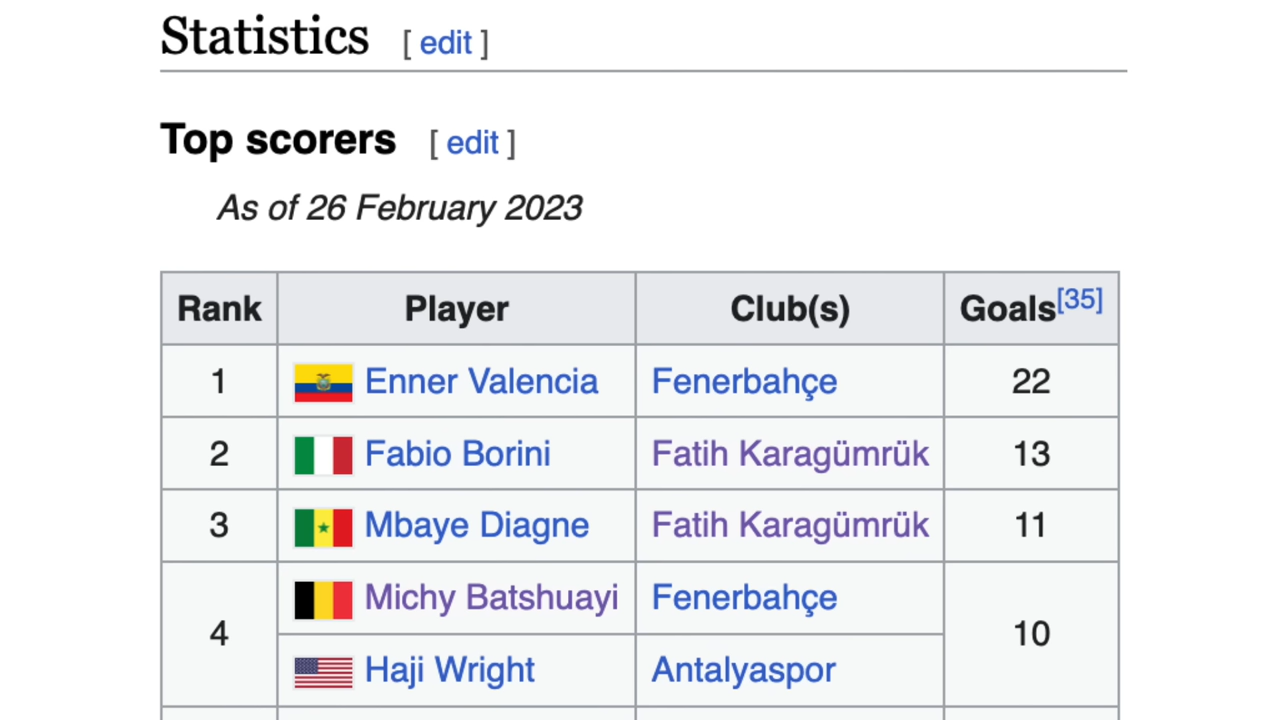 Statistics [ edit ]
Top scorers [ edit ]
As of 26 February 2023
Rank Player Club(s) Goals[35]
1 Enner Valencia Fenerbahçe 22
2 Fabio Borini Fatih Karagümrük 13
3 Mbaye Diagne Fatih Karagümrük 11
4 Michy Batshuayi Fenerbahçe 10
Haji Wright Antalyaspor